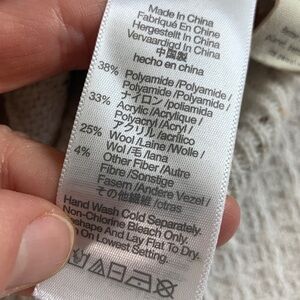 Made In China
Fabriqué En Chine
Hergestellt In China
Vervaardigd In China
中国製
hecho en china
38% Polyamide /Polyamide /
Polyamide/Polyamide /
ナイロン /poliamida
33% Acrylic /Acrylique /
Polyacryl /Acryl /
アクリル /acrílico
25% Wool /Laine /Wolle /
Wol /毛 /lana
4% Other Fiber /Autre
Fibre /Sonstige
Fasern /Andere Vezel /
その他繊維 /otras
Hand Wash Cold Separately.
Non-Chlorine Bleach Only.
Reshape And Lay Flat To Dry.
On Lowest Setting.